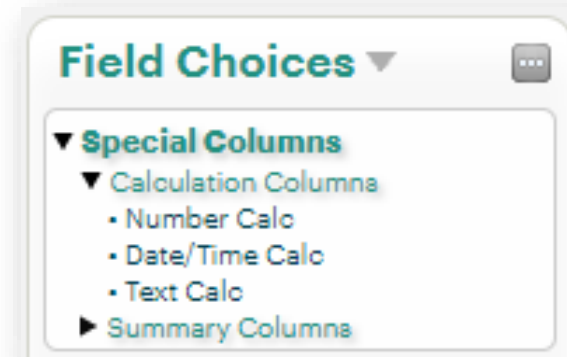 Field Choices
Special Columns
Calculation Columns
• Number Calc
• Date/Time Calc
• Text Calc
Summary Columns